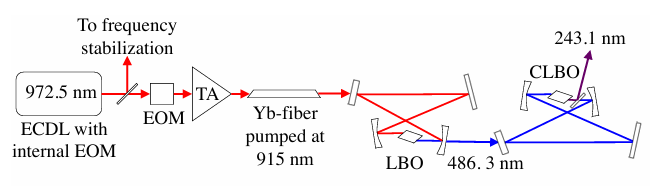 To frequency
stabilization
972.5 nm
ECDL with
internal EOM
EOM
TA
Yb-fiber
pumped at
915 nm
LBO
486. 3 nm
CLBO
243.1 nm